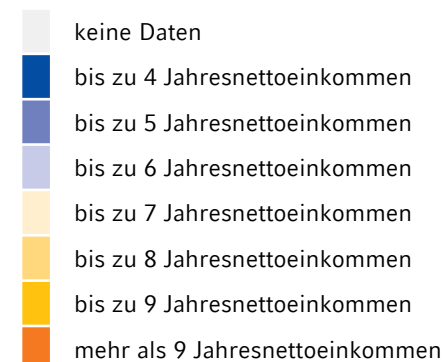 keine Daten
bis zu 4 Jahresnettoeinkommen
bis zu 5 Jahresnettoeinkommen
bis zu 6 Jahresnettoeinkommen
bis zu 7 Jahresnettoeinkommen
bis zu 8 Jahresnettoeinkommen
bis zu 9 Jahresnettoeinkommen
mehr als 9 Jahresnettoeinkommen